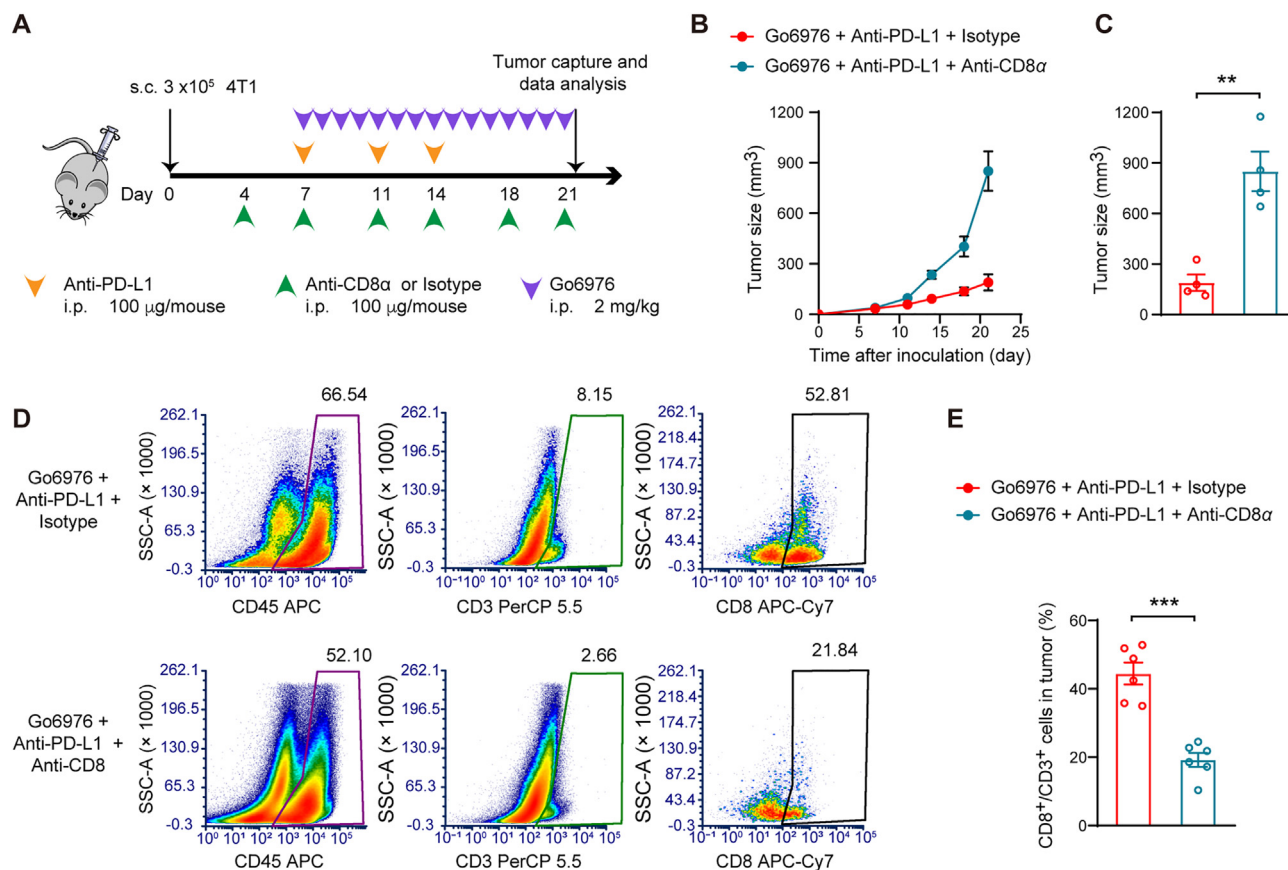 A
s.c. 3 x10⁵ 4T1
Tumor capture and
data analysis
Day 0 4 7 11 14 18 21
Anti-PD-L1
i.p. 100 µg/mouse
Anti-CD8α or Isotype
i.p. 100 µg/mouse
Go6976
i.p. 2 mg/kg
B
Go6976 + Anti-PD-L1 + Isotype
Go6976 + Anti-PD-L1 + Anti-CD8α
Tumor size (mm³)
1200
900
600
300
0
0 5 10 15 20 25
Time after inoculation (day)
C
**
Tumor size (mm³)
1200
900
600
300
0
D
Go6976 +
Anti-PD-L1 +
Isotype
66.54
SSC-A (× 1000)
262.1
196.5
130.9
65.3
-0.3
10⁰ 10¹ 10² 10³ 10⁴ 10⁵
CD45 APC
8.15
SSC-A (× 1000)
262.1
196.5
130.9
65.3
-0.3
10⁰ 10¹ 10² 10³ 10⁴ 10⁵
CD3 PerCP 5.5
52.81
SSC-A (× 1000)
262.1
218.4
174.7
130.9
87.2
43.4
-0.3
10⁻¹ 10⁰ 10¹ 10² 10³ 10⁴ 10⁵
CD8 APC-Cy7
Go6976 +
Anti-PD-L1 +
Anti-CD8
52.10
SSC-A (× 1000)
262.1
196.5
130.9
65.3
-0.3
10⁰ 10¹ 10² 10³ 10⁴ 10⁵
CD45 APC
2.66
SSC-A (× 1000)
262.1
196.5
130.9
65.3
-0.3
10⁰ 10¹ 10² 10³ 10⁴ 10⁵
CD3 PerCP 5.5
21.84
SSC-A (× 1000)
262.1
218.4
174.7
130.9
87.2
43.4
-0.3
10⁻¹ 10⁰ 10¹ 10² 10³ 10⁴ 10⁵
CD8 APC-Cy7
E
Go6976 + Anti-PD-L1 + Isotype
Go6976 + Anti-PD-L1 + Anti-CD8α
***
CD8⁺/CD3⁺ cells in tumor (%)
60
40
20
0